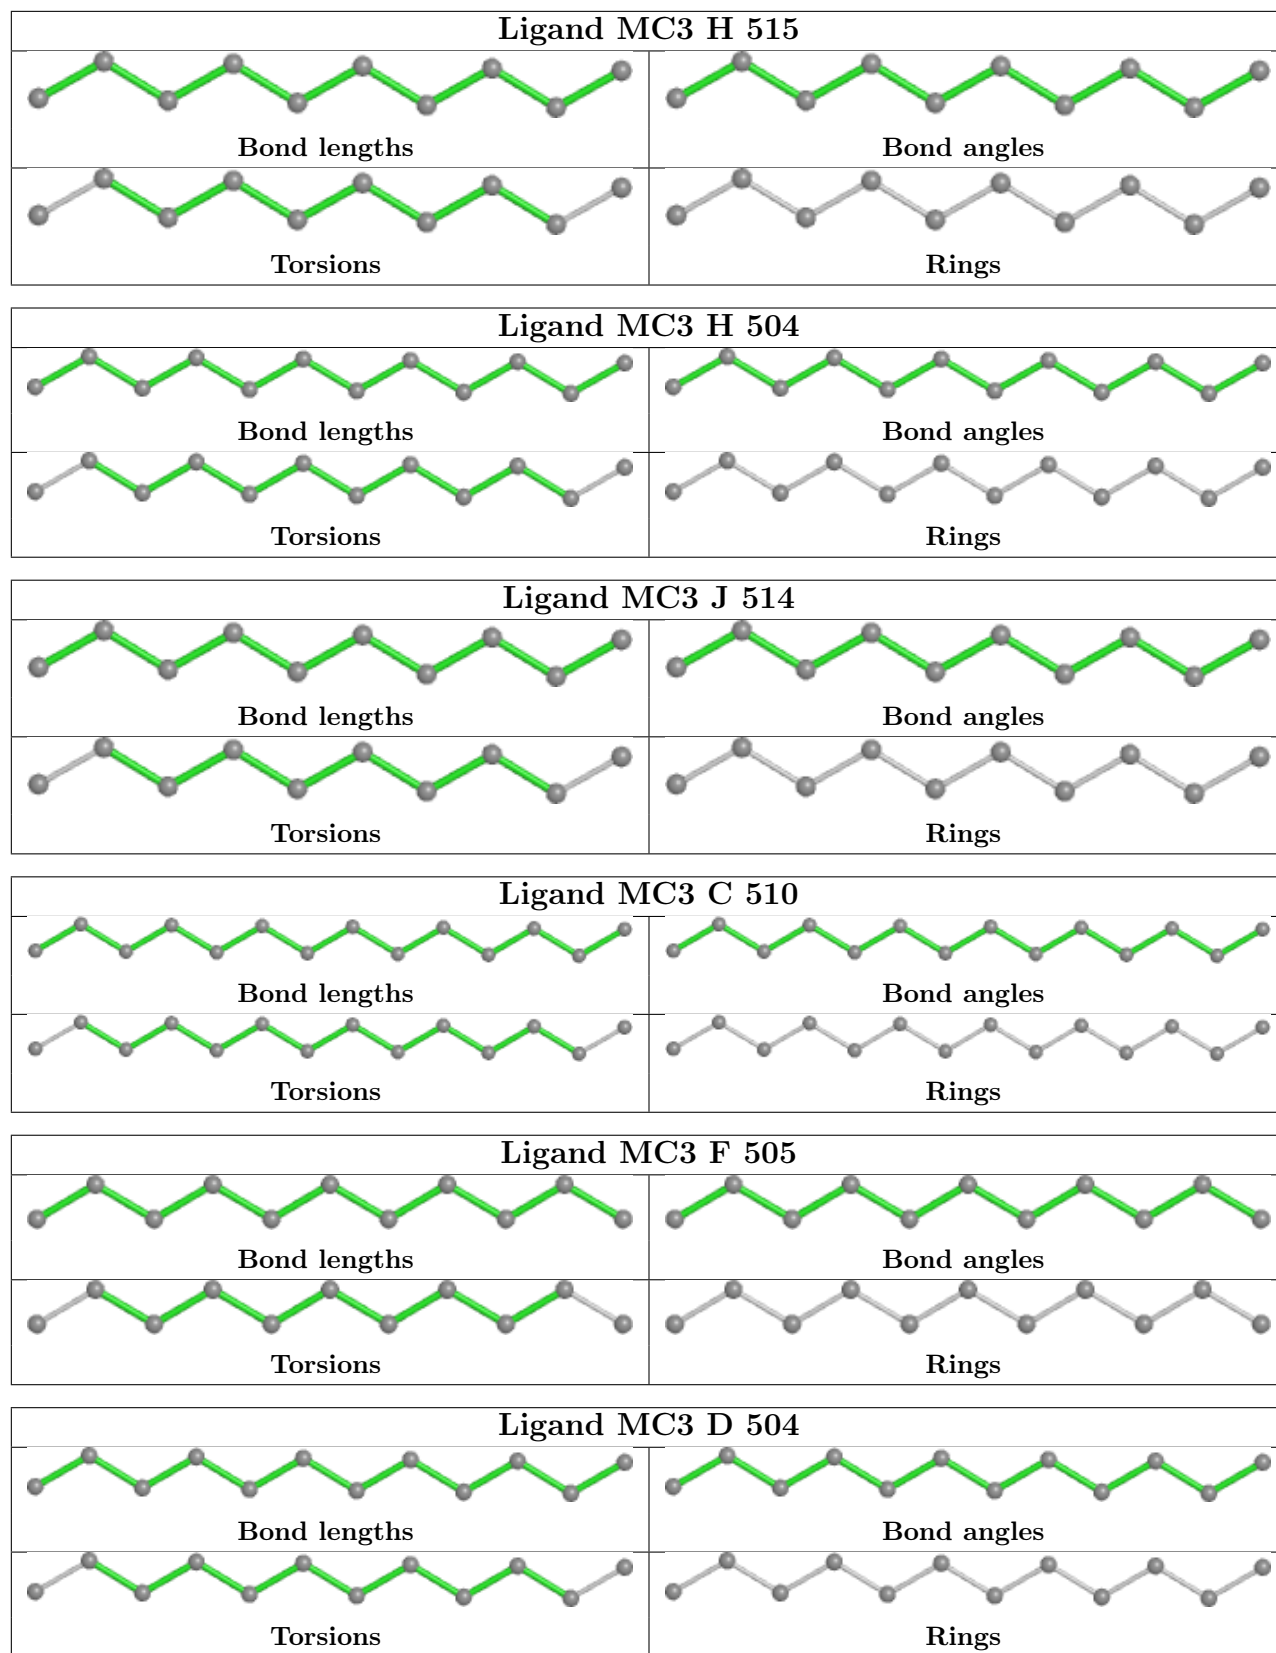 Ligand MC3 H 515
Bond lengths
Bond angles
Torsions
Rings
Ligand MC3 H 504
Bond lengths
Bond angles
Torsions
Rings
Ligand MC3 J 514
Bond lengths
Bond angles
Torsions
Rings
Ligand MC3 C 510
Bond lengths
Bond angles
Torsions
Rings
Ligand MC3 F 505
Bond lengths
Bond angles
Torsions
Rings
Ligand MC3 D 504
Bond lengths
Bond angles
Torsions
Rings